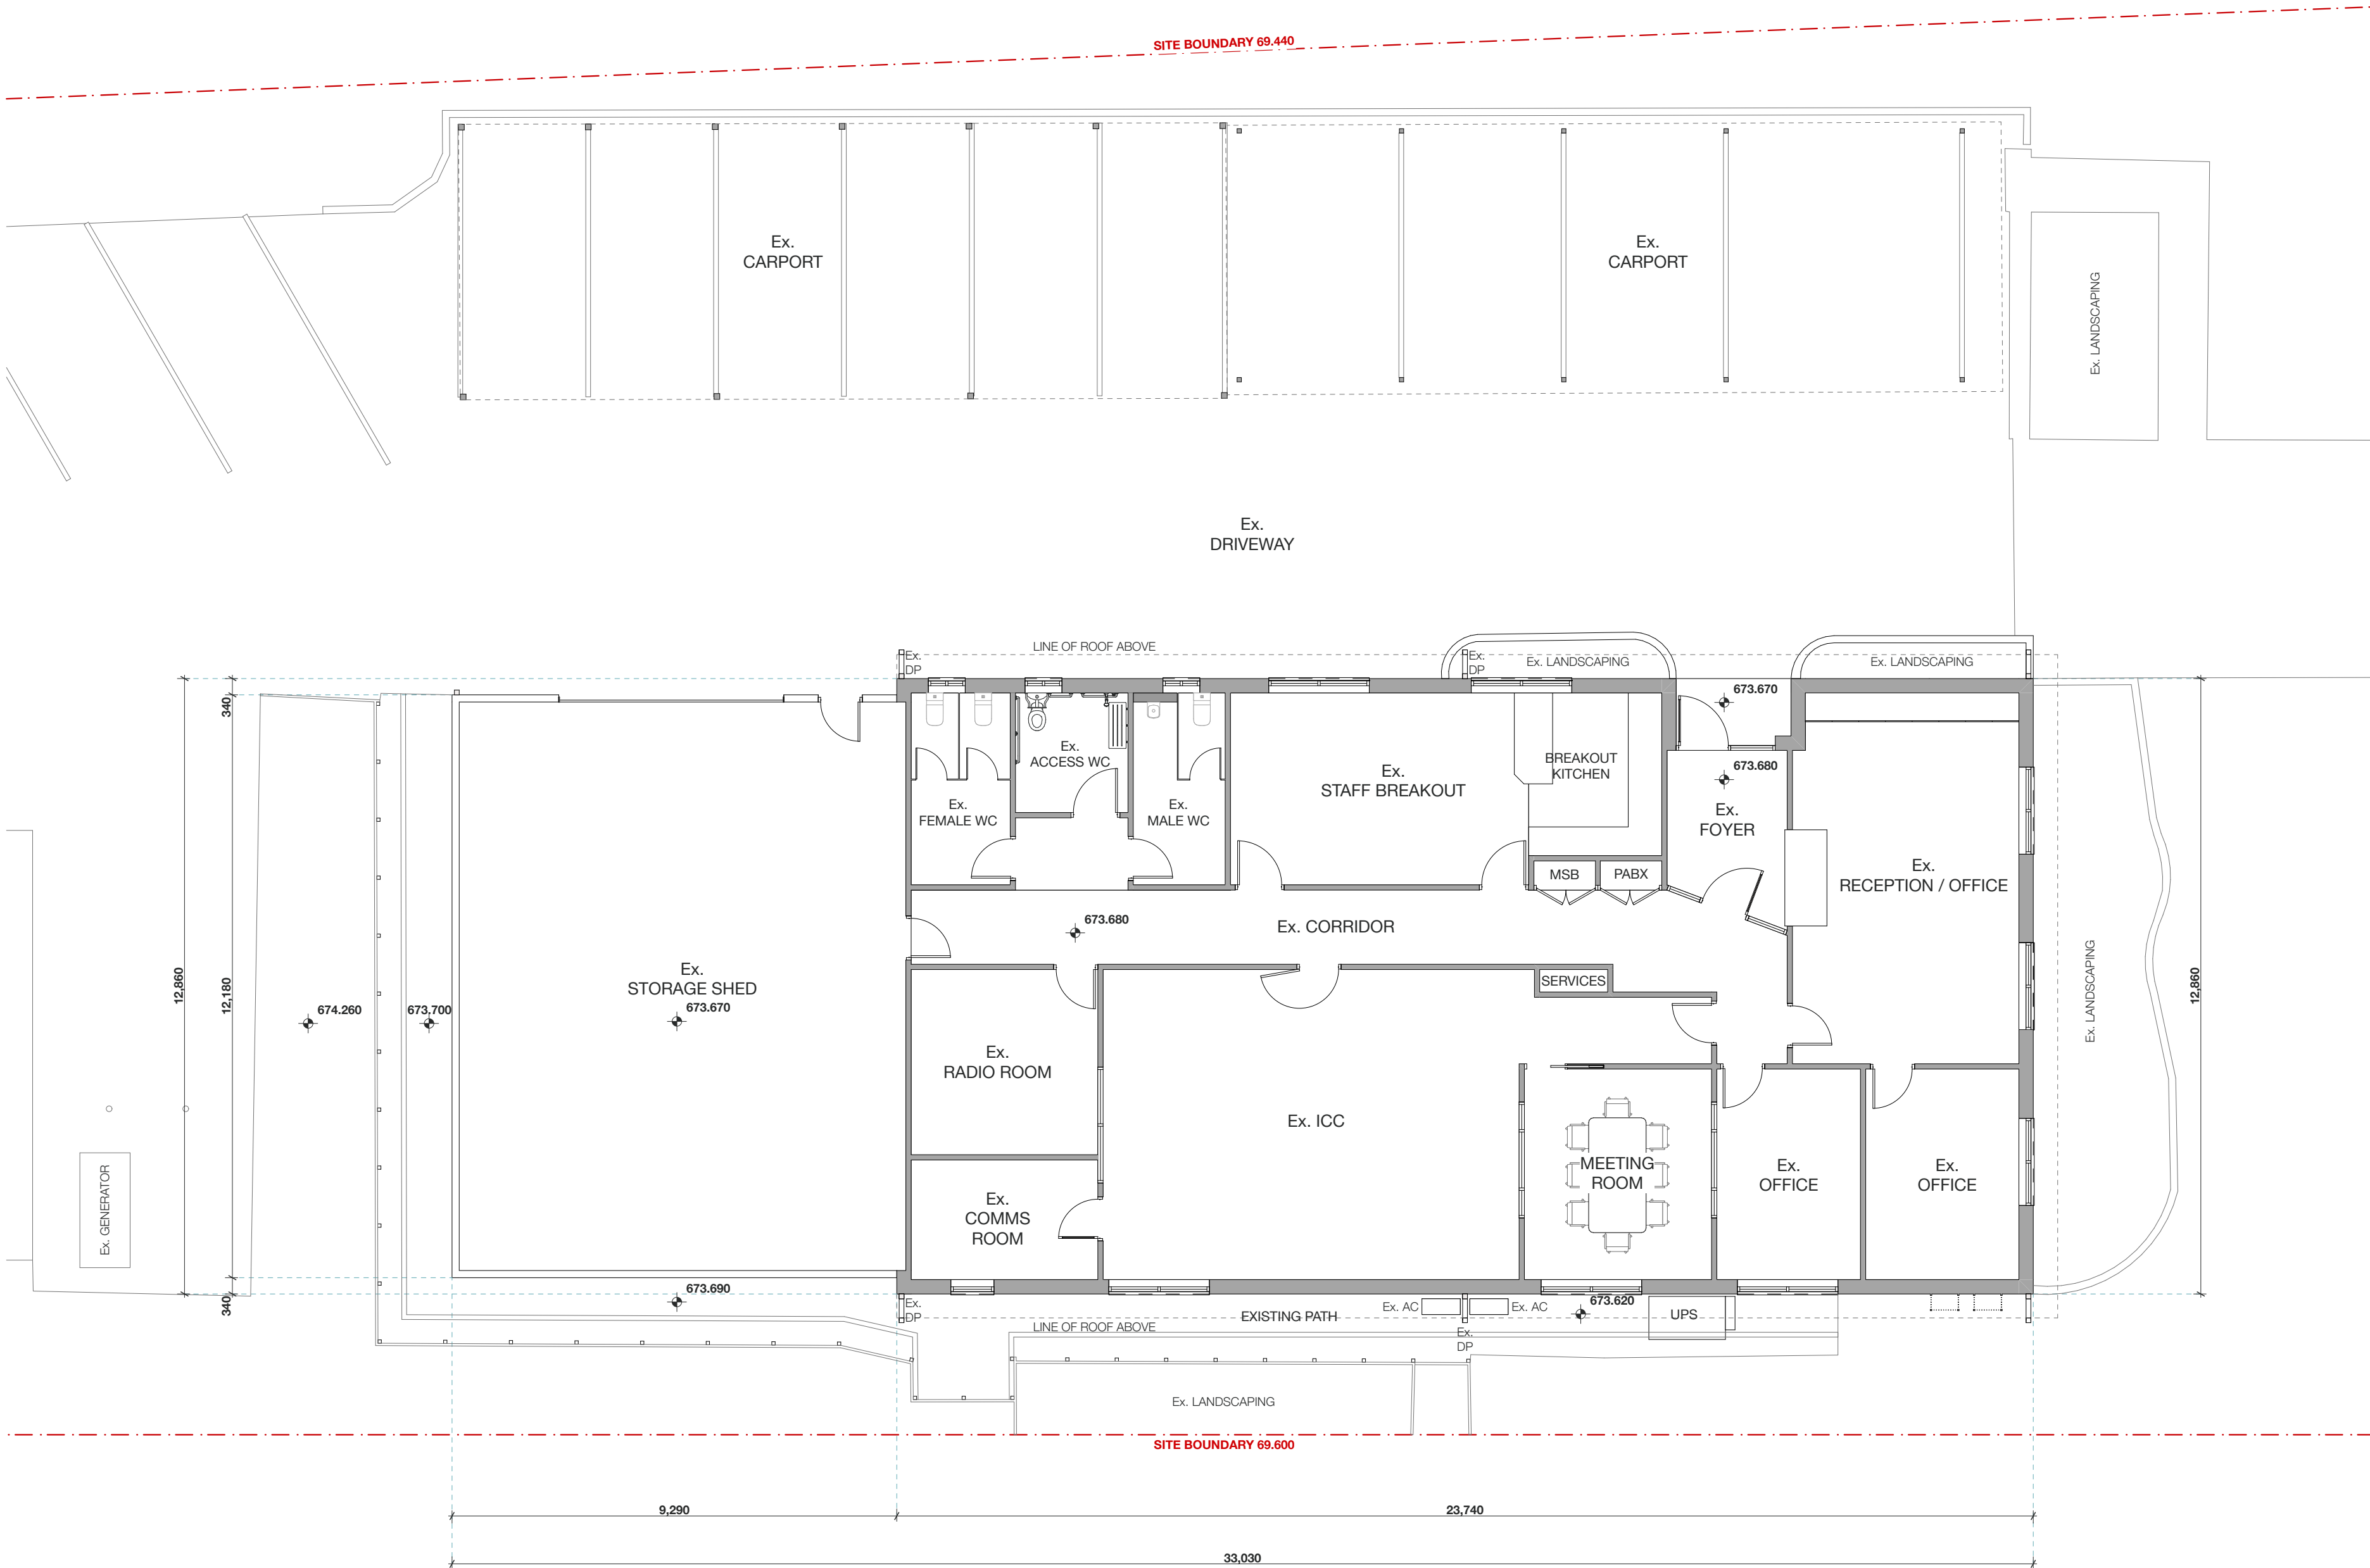 SITE BOUNDARY 69.440
Ex.
CARPORT
Ex.
CARPORT
Ex. LANDSCAPING
Ex.
DRIVEWAY
LINE OF ROOF ABOVE
Ex.
DP
Ex.
DP
Ex. LANDSCAPING
Ex. LANDSCAPING
673.670
340
Ex.
ACCESS WC
BREAKOUT
KITCHEN
673.680
Ex.
STAFF BREAKOUT
Ex.
FEMALE WC
Ex.
MALE WC
Ex.
FOYER
MSB
PABX
Ex.
RECEPTION / OFFICE
673.680
Ex. CORRIDOR
12,860
12,180
Ex.
STORAGE SHED
673.670
SERVICES
12,860
Ex. LANDSCAPING
674.260
673.700
Ex.
RADIO ROOM
Ex. ICC
MEETING
ROOM
Ex.
OFFICE
Ex.
OFFICE
Ex. GENERATOR
Ex.
COMMS
ROOM
340
673.690
Ex.
DP
EXISTING PATH
Ex. AC
Ex. AC
673.620
UPS
LINE OF ROOF ABOVE
Ex.
DP
Ex. LANDSCAPING
SITE BOUNDARY 69.600
9,290
23,740
33,030